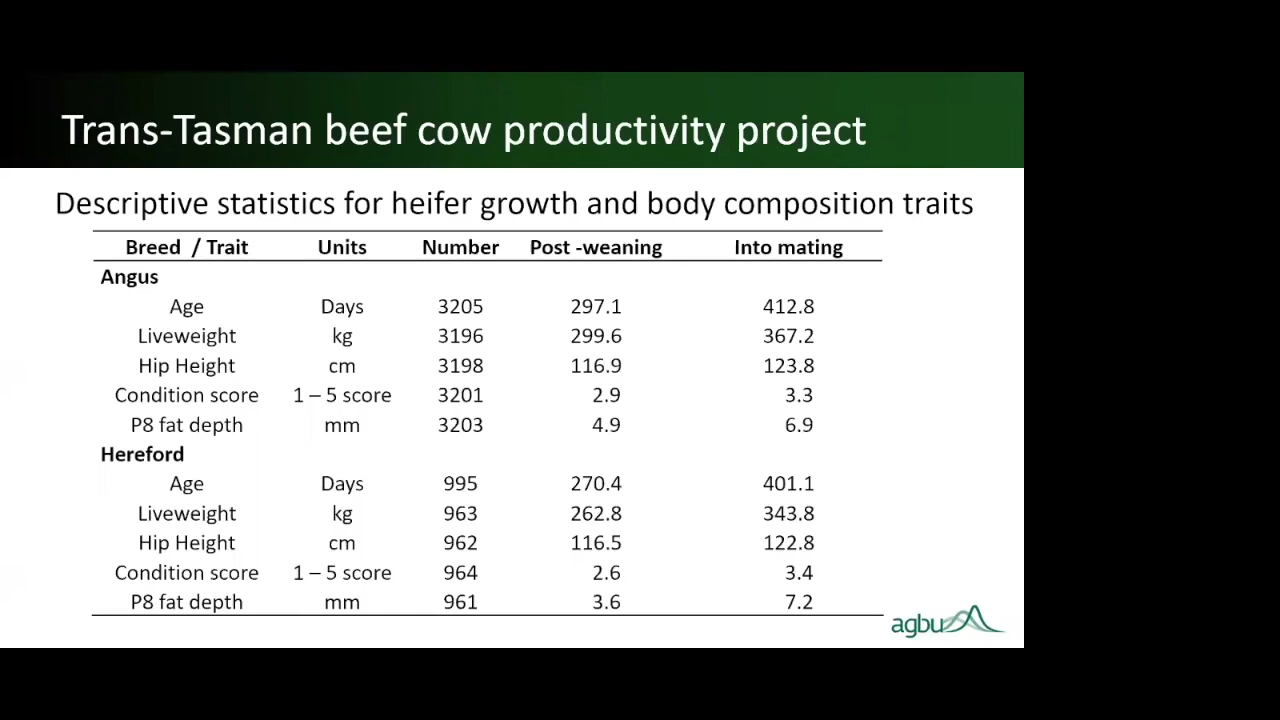 Trans-Tasman beef cow productivity project
Descriptive statistics for heifer growth and body composition traits
Breed / Trait Units Number Post -weaning Into mating
Angus
Age Days 3205 297.1 412.8
Liveweight kg 3196 299.6 367.2
Hip Height cm 3198 116.9 123.8
Condition score 1 – 5 score 3201 2.9 3.3
P8 fat depth mm 3203 4.9 6.9
Hereford
Age Days 995 270.4 401.1
Liveweight kg 963 262.8 343.8
Hip Height cm 962 116.5 122.8
Condition score 1 – 5 score 964 2.6 3.4
P8 fat depth mm 961 3.6 7.2
agbu